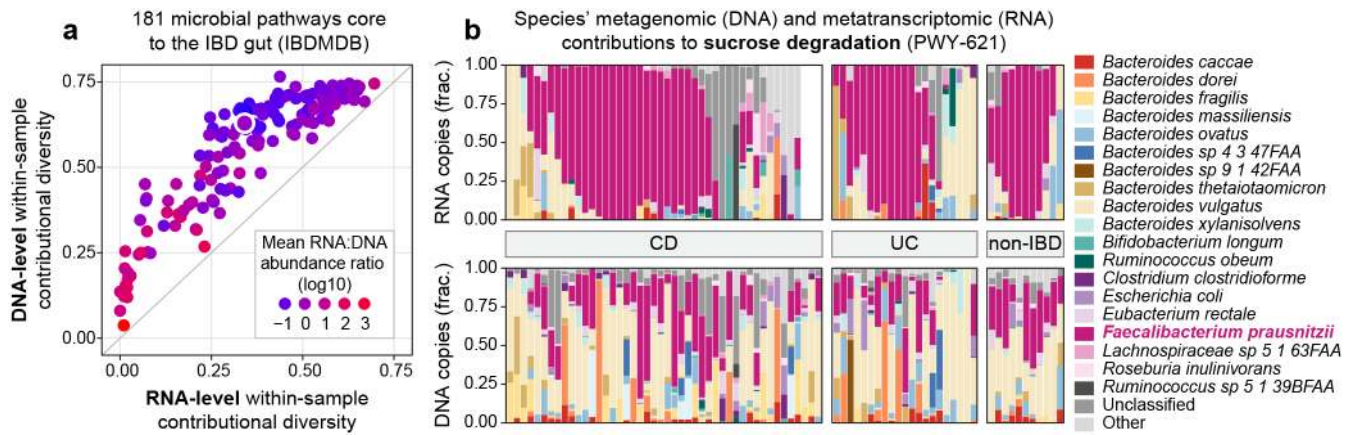 a
181 microbial pathways core
to the IBD gut (IBDMDB)
DNA-level within-sample
contributional diversity
0.75
0.50
0.25
0.00
Mean RNA:DNA
abundance ratio
(log10)
−1 0 1 2 3
0.00 0.25 0.50 0.75
RNA-level within-sample
contributional diversity
b
Species' metagenomic (DNA) and metatranscriptomic (RNA)
contributions to sucrose degradation (PWY-621)
RNA copies (frac.)
1.00
0.75
0.50
0.25
0.00
CD UC non-IBD
DNA copies (frac.)
1.00
0.75
0.50
0.25
0.00
Bacteroides caccae
Bacteroides dorei
Bacteroides fragilis
Bacteroides massiliensis
Bacteroides ovatus
Bacteroides sp 4 3 47FAA
Bacteroides sp 9 1 42FAA
Bacteroides thetaiotaomicron
Bacteroides vulgatus
Bacteroides xylanisolvens
Bifidobacterium longum
Ruminococcus obeum
Clostridium clostridioforme
Escherichia coli
Eubacterium rectale
Faecalibacterium prausnitzii
Lachnospiraceae sp 5 1 63FAA
Roseburia inulinivorans
Ruminococcus sp 5 1 39BFAA
Unclassified
Other